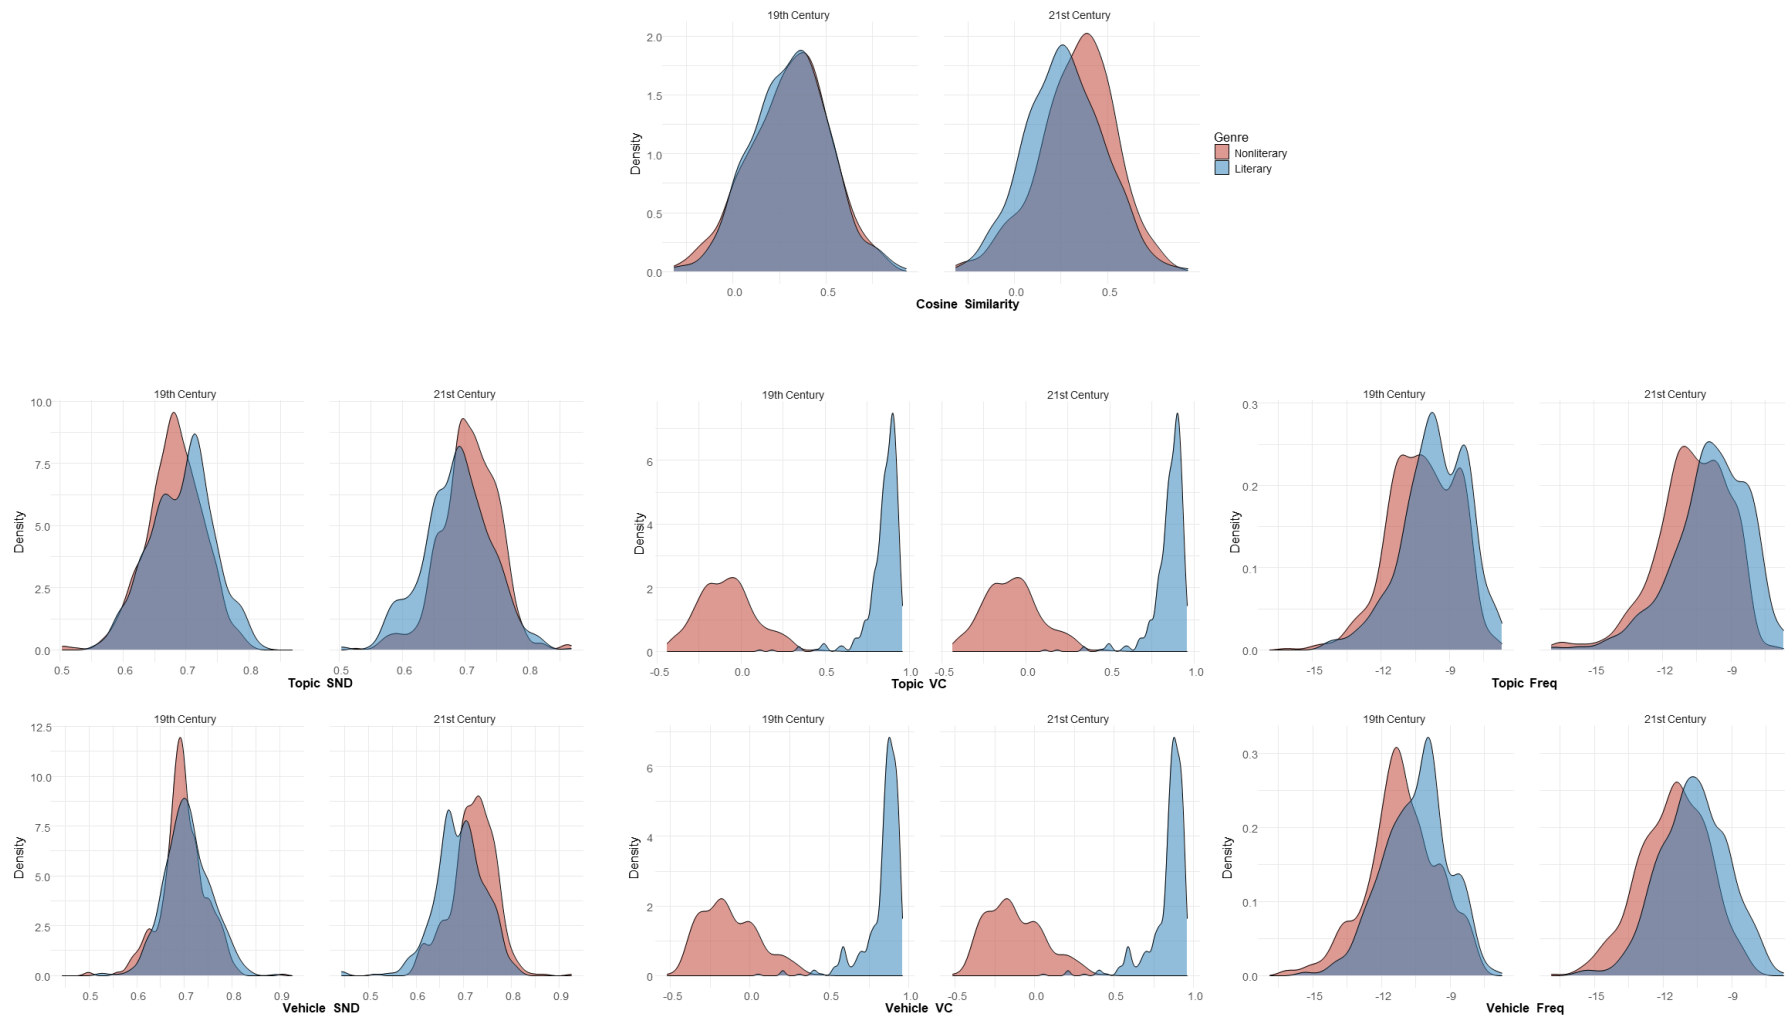 19th Century 21st Century
2.0
1.5
1.0
0.5
0.0
Density
0.0 0.5 0.0 0.5
Cosine Similarity
Genre
Nonliterary
Literary
19th Century 21st Century
10.0
7.5
5.0
2.5
0.0
Density
0.5 0.6 0.7 0.8 0.5 0.6 0.7 0.8
Topic SND
19th Century 21st Century
6
4
2
0
Density
0.0 0.5 1.0 -0.5 0.0 0.5 1.0
Topic VC
19th Century 21st Century
0.3
0.2
0.1
0.0
Density
-15 -12 -9 -15 -12 -9
Topic Freq
19th Century 21st Century
12.5
10.0
7.5
5.0
2.5
0.0
Density
0.5 0.6 0.7 0.8 0.9 0.5 0.6 0.7 0.8 0.9
Vehicle SND
19th Century 21st Century
6
4
2
0
Density
-0.5 0.0 0.5 1.0 -0.5 0.0 0.5 1.0
Vehicle VC
19th Century 21st Century
0.3
0.2
0.1
0.0
Density
-15 -12 -9 -15 -12 -9
Vehicle Freq